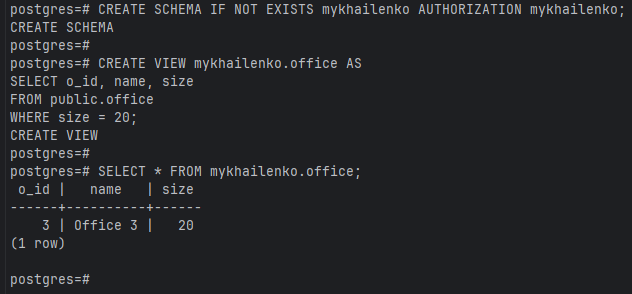 postgres=# CREATE SCHEMA IF NOT EXISTS mykhailenko AUTHORIZATION mykhailenko;
CREATE SCHEMA
postgres=#
postgres=# CREATE VIEW mykhailenko.office AS
SELECT o_id, name, size
FROM public.office
WHERE size = 20;
CREATE VIEW
postgres=#
postgres=# SELECT * FROM mykhailenko.office;
 o_id |   name   | size
------+----------+------
    3 | Office 3 |   20
(1 row)

postgres=#